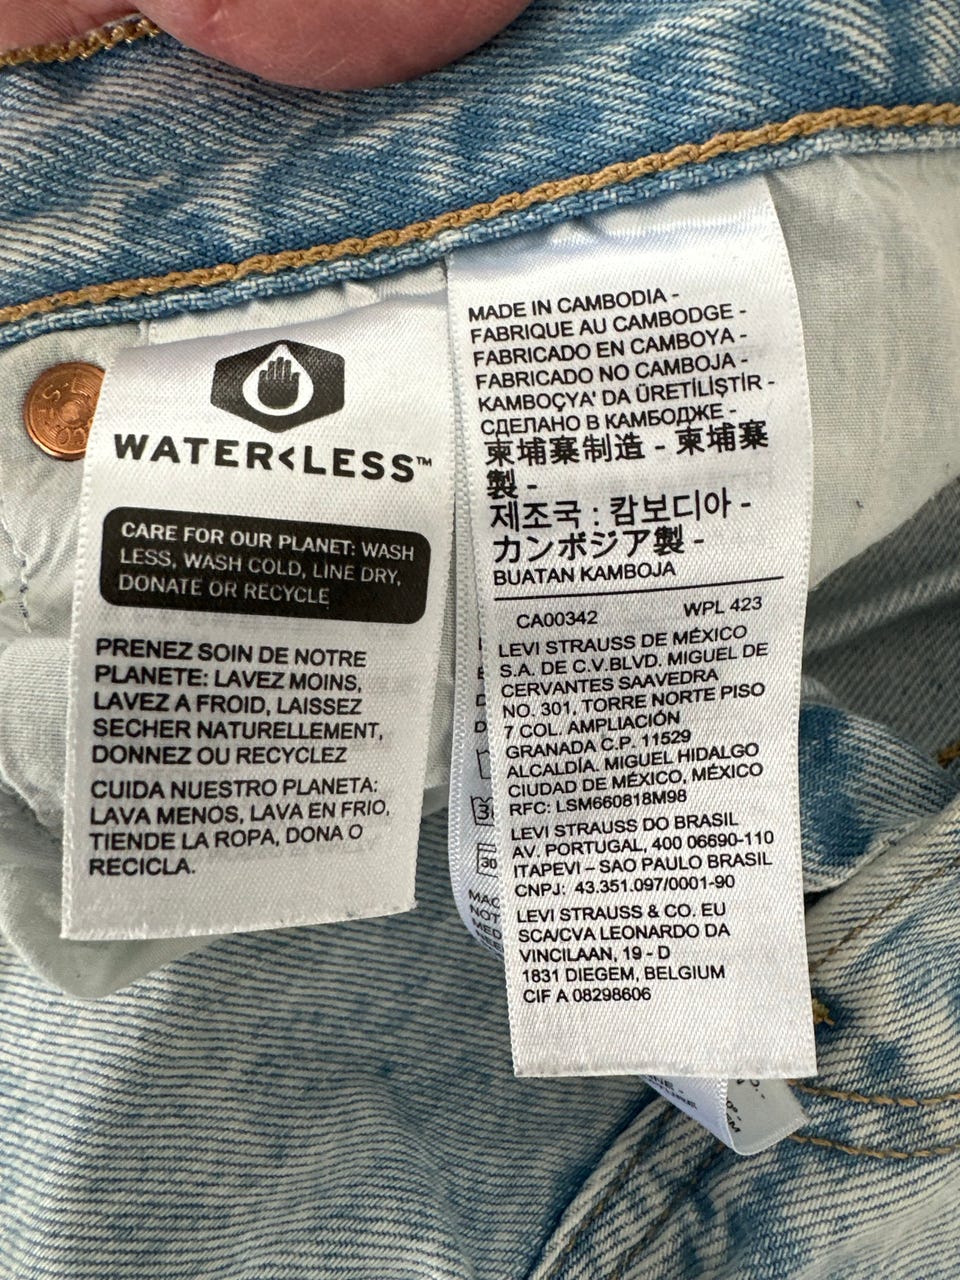 WATER<LESS™
CARE FOR OUR PLANET: WASH
LESS, WASH COLD, LINE DRY,
DONATE OR RECYCLE
PRENEZ SOIN DE NOTRE
PLANETE: LAVEZ MOINS,
LAVEZ A FROID, LAISSEZ
SECHER NATURELLEMENT,
DONNEZ OU RECYCLEZ
CUIDA NUESTRO PLANETA:
LAVA MENOS, LAVA EN FRIO,
TIENDE LA ROPA, DONA O
RECICLA.
MADE IN CAMBODIA -
FABRIQUE AU CAMBODGE -
FABRICADO EN CAMBOYA -
FABRICADO NO CAMBOJA -
KAMBOÇYA' DA ÜRETİLİŞTİR -
СДЕЛАНО В КАМБОДЖЕ -
柬埔寨制造 - 柬埔寨
製 -
제조국 : 캄보디아 -
カンボジア製 -
BUATAN KAMBOJA
CA00342 WPL 423
LEVI STRAUSS DE MÉXICO
S.A. DE C.V.BLVD. MIGUEL DE
CERVANTES SAAVEDRA
NO. 301, TORRE NORTE PISO
7 COL. AMPLIACIÓN
GRANADA C.P. 11529
ALCALDÍA. MIGUEL HIDALGO
CIUDAD DE MÉXICO, MÉXICO
RFC: LSM660818M98
LEVI STRAUSS DO BRASIL
AV. PORTUGAL, 400 06690-110
ITAPEVI – SAO PAULO BRASIL
CNPJ: 43.351.097/0001-90
LEVI STRAUSS & CO. EU
SCA/CVA LEONARDO DA
VINCILAAN, 19 - D
1831 DIEGEM, BELGIUM
CIF A 08298606
30
MAC
NOT
MED